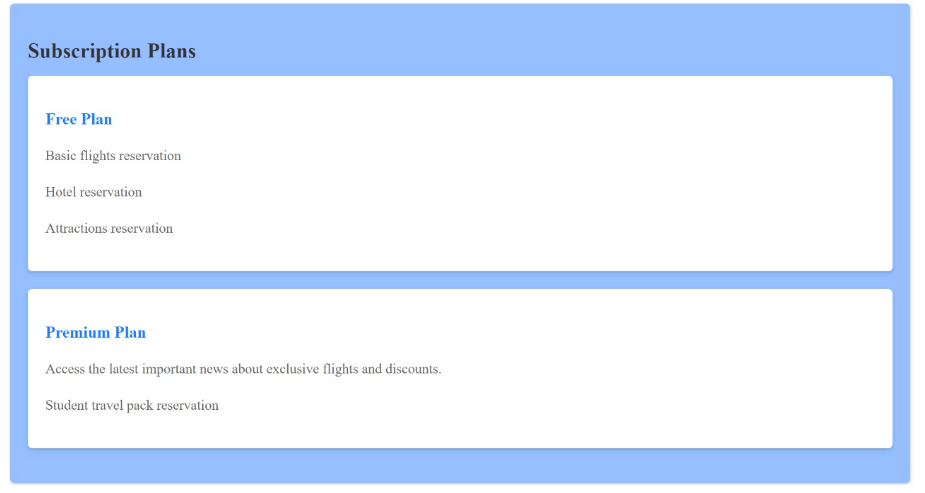 Subscription Plans
Free Plan
Basic flights reservation
Hotel reservation
Attractions reservation
Premium Plan
Access the latest important news about exclusive flights and discounts.
Student travel pack reservation